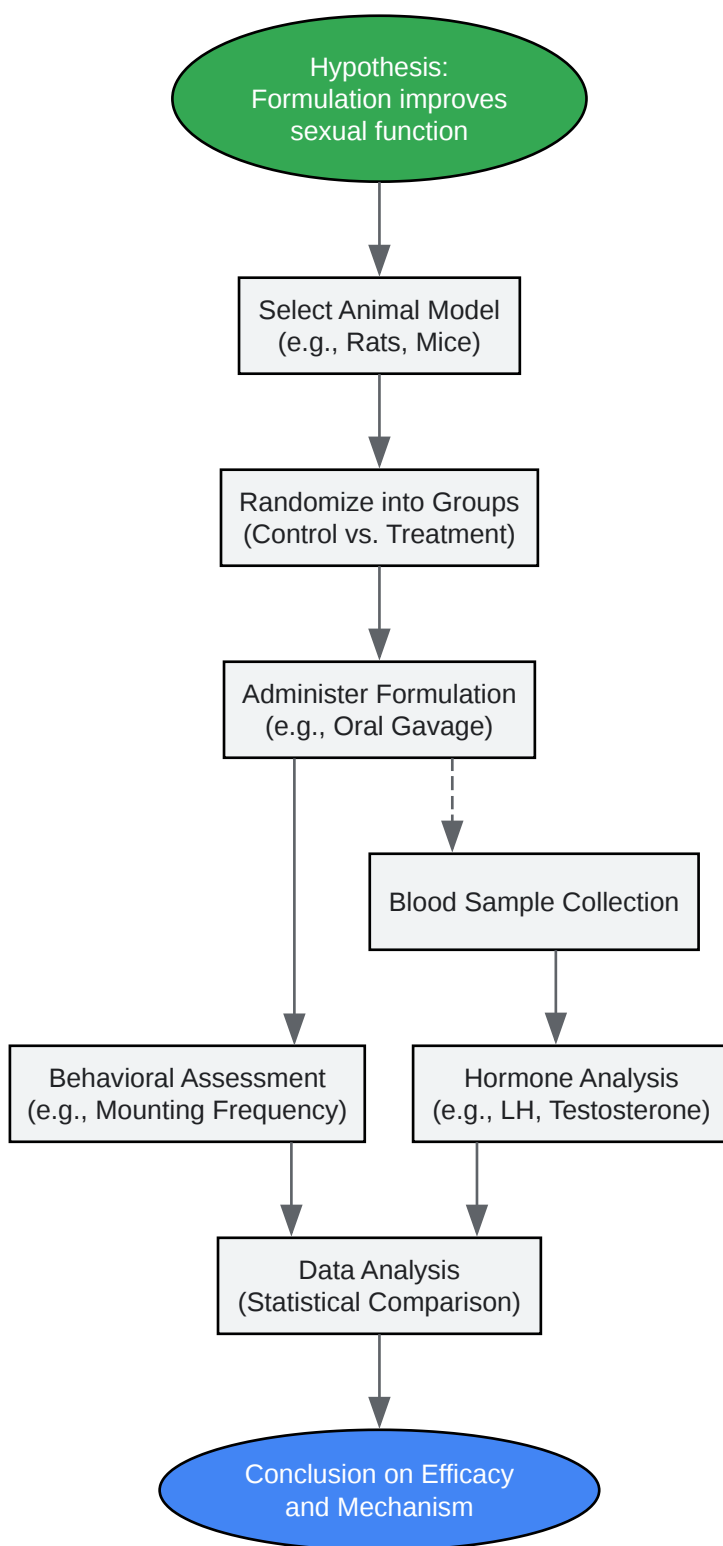 Hypothesis:
Formulation improves
sexual function
Select Animal Model
(e.g., Rats, Mice)
Randomize into Groups
(Control vs. Treatment)
Administer Formulation
(e.g., Oral Gavage)
Blood Sample Collection
Behavioral Assessment
(e.g., Mounting Frequency)
Hormone Analysis
(e.g., LH, Testosterone)
Data Analysis
(Statistical Comparison)
Conclusion on Efficacy
and Mechanism